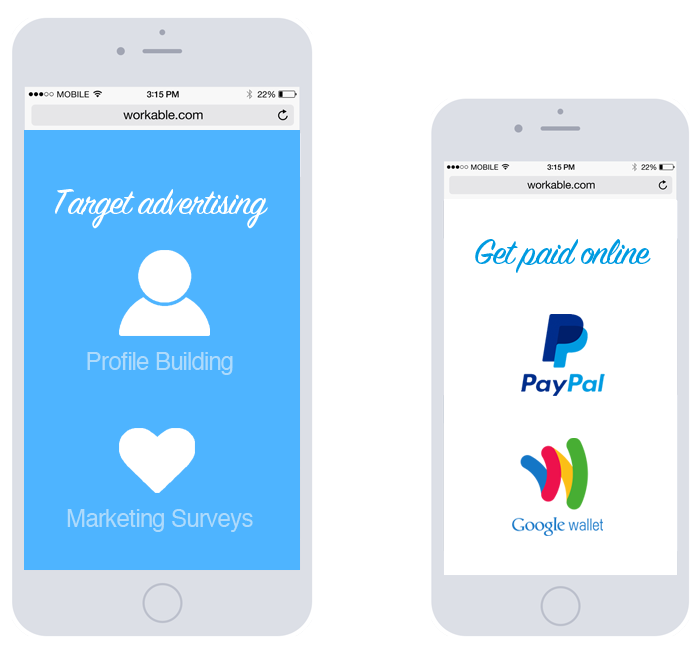 MOBILE 3:15 PM 22%
workable.com
Target advertising
Profile Building
Marketing Surveys
MOBILE 3:15 PM 22%
workable.com
Get paid online
PayPal
Google wallet